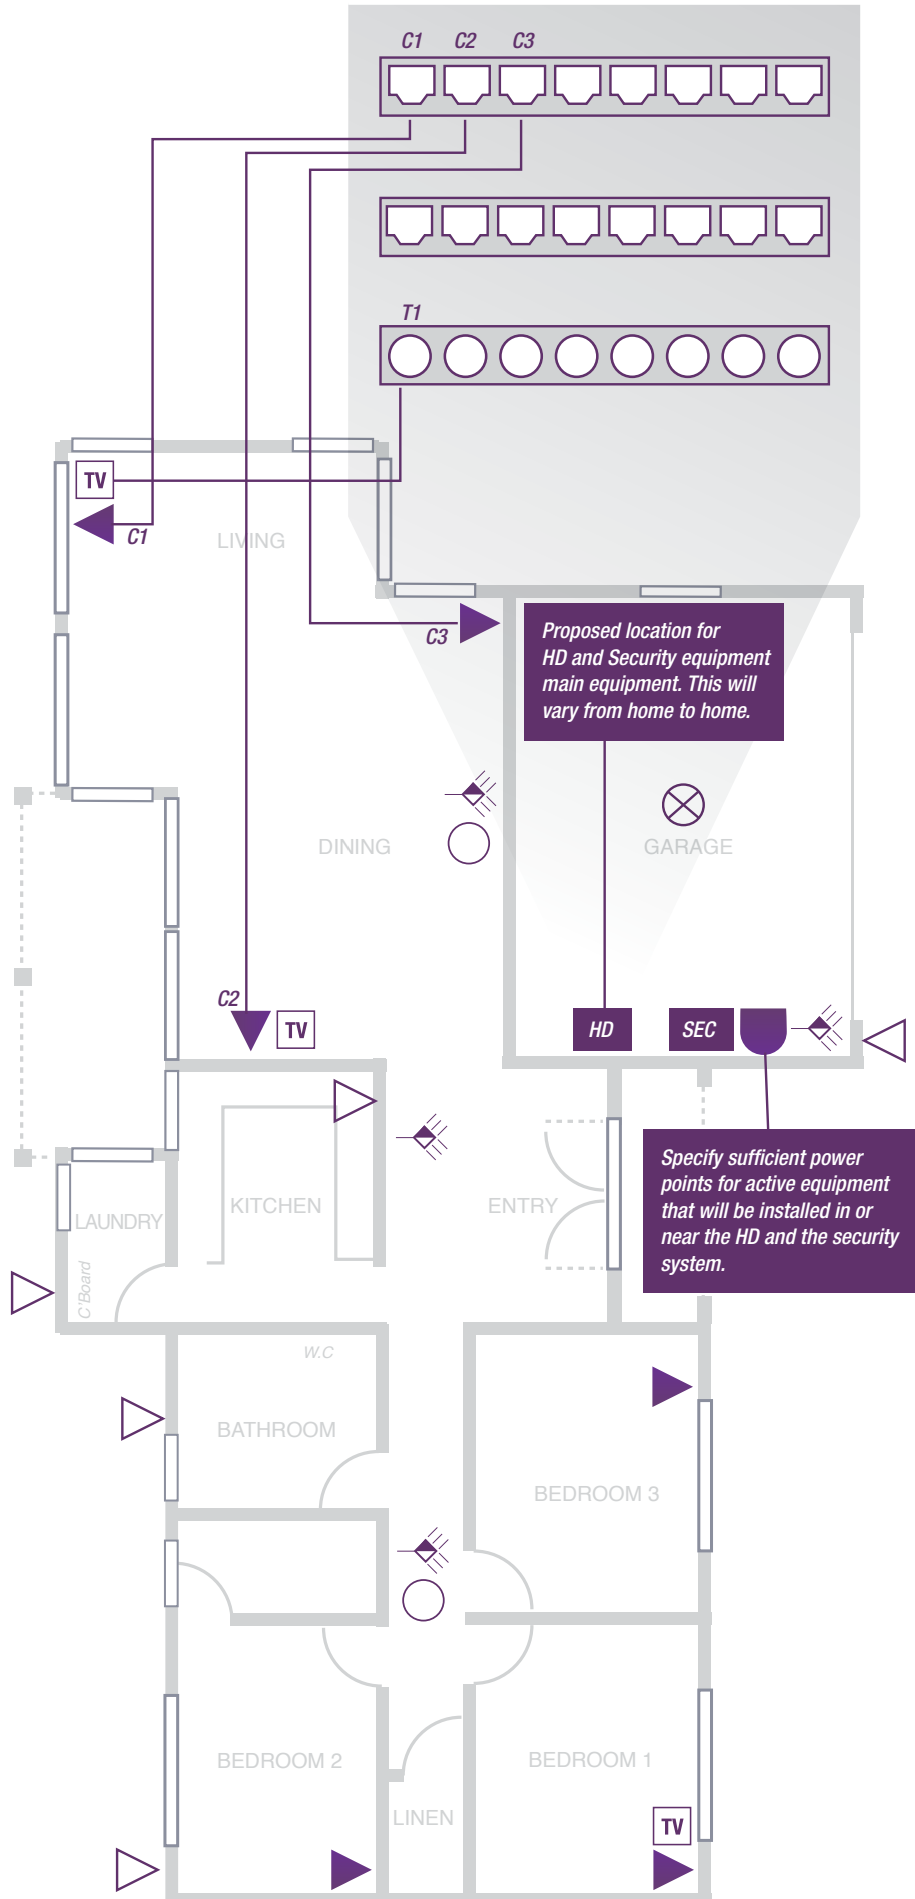 C1 C2 C3
T1
TV
C1
LIVING
C3
Proposed location for
HD and Security equipment
main equipment. This will
vary from home to home.
DINING
GARAGE
C2
TV
HD
SEC
Specify sufficient power
points for active equipment
that will be installed in or
near the HD and the security
system.
KITCHEN
ENTRY
LAUNDRY
C'Board
W.C
BATHROOM
BEDROOM 3
BEDROOM 2
BEDROOM 1
LINEN
TV